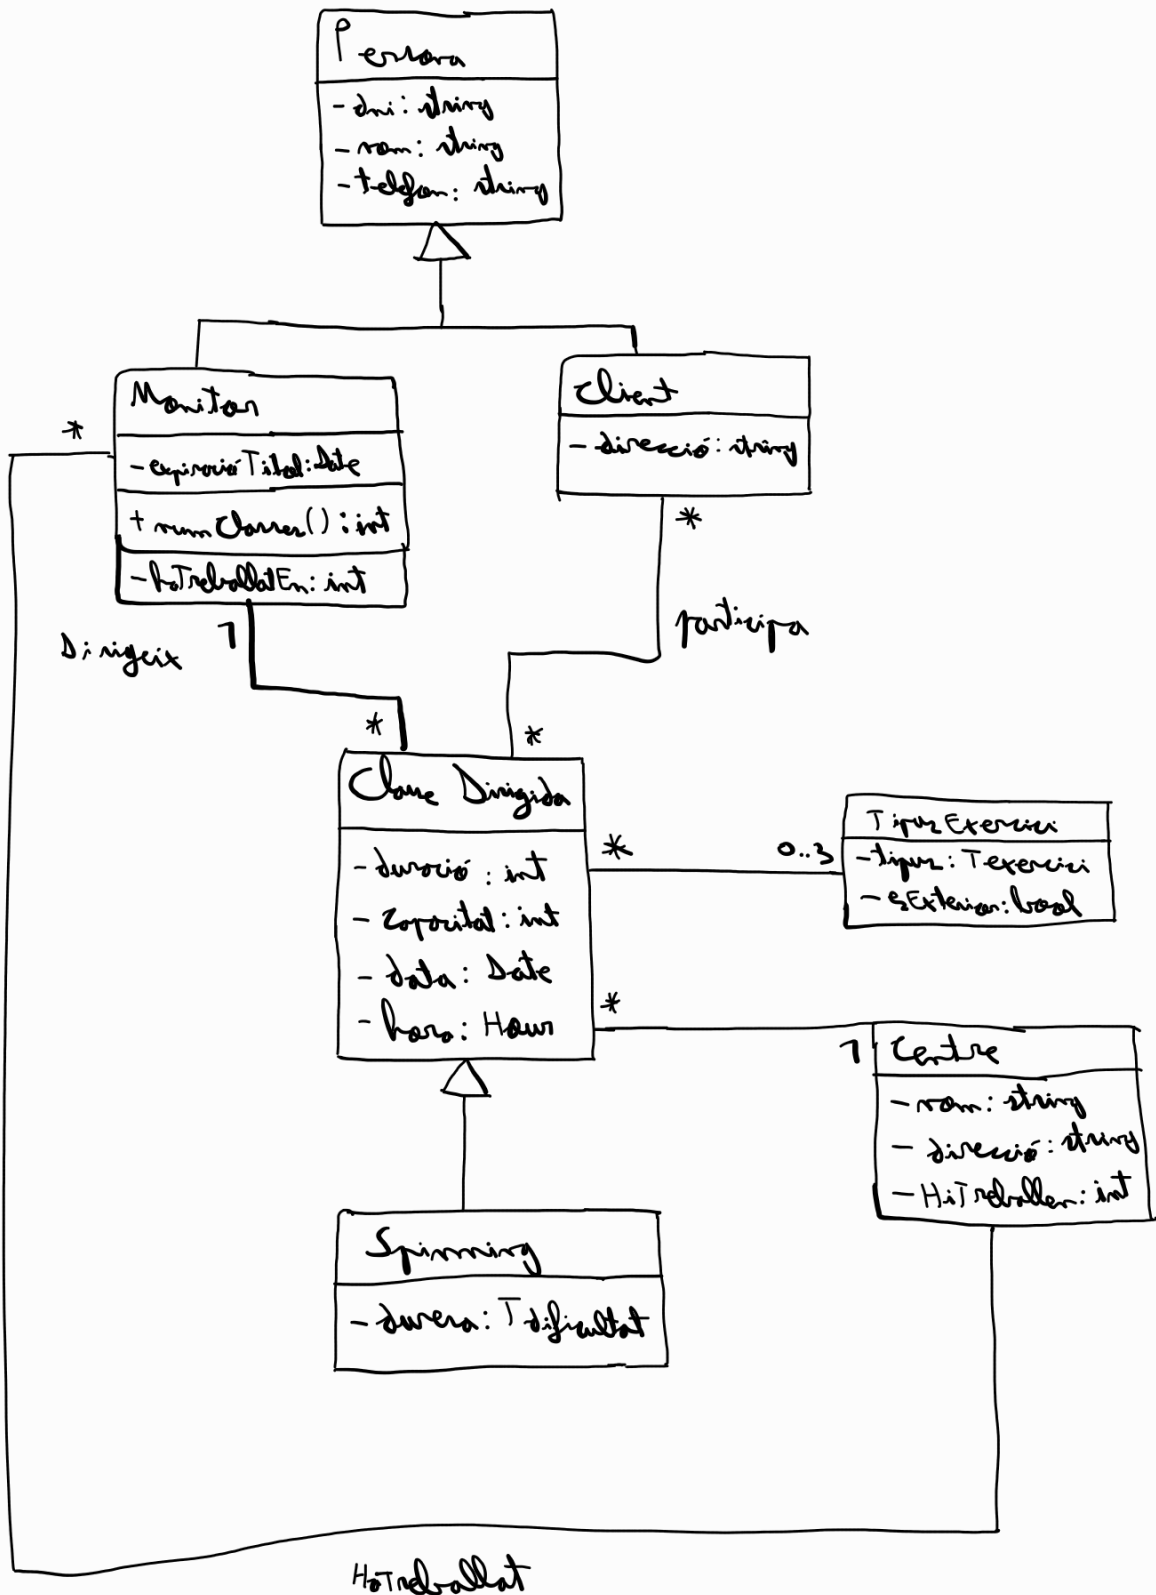 Persona
- dni: string
- nom: string
- telefon: string
Monitor
- expiracióTitol: Date
+ numClasses(): int
- haTreballatEn: int
Client
- direcció: string
*
*
Dirigeix
1
participa
*
*
Classe Dirigida
- duració: int
- capacitat: int
- data: Date
- hora: Hour
*
0..3
TipusExercici
- tipus: Texercici
- esExterior: bool
*
1
Centre
- nom: string
- direcció: string
- HiTreballen: int
Spinning
- duresa: Tdificultat
HaTreballat